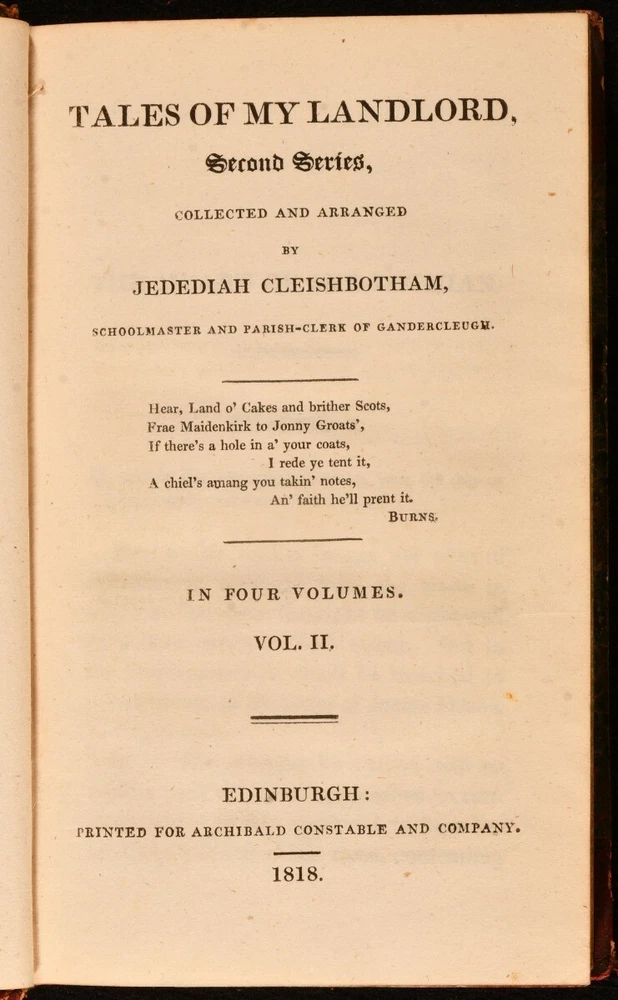 TALES OF MY LANDLORD,
Second Series,
COLLECTED AND ARRANGED
BY
JEDEDIAH CLEISHBOTHAM,
SCHOOLMASTER AND PARISH-CLERK OF GANDERCLEUGH.
Hear, Land o' Cakes and brither Scots,
Frae Maidenkirk to Jonny Groats',
If there's a hole in a' your coats,
I rede ye tent it,
A chiel's amang you takin' notes,
An' faith he'll prent it.
BURNS.
IN FOUR VOLUMES.
VOL. II.
EDINBURGH:
PRINTED FOR ARCHIBALD CONSTABLE AND COMPANY.
1818.